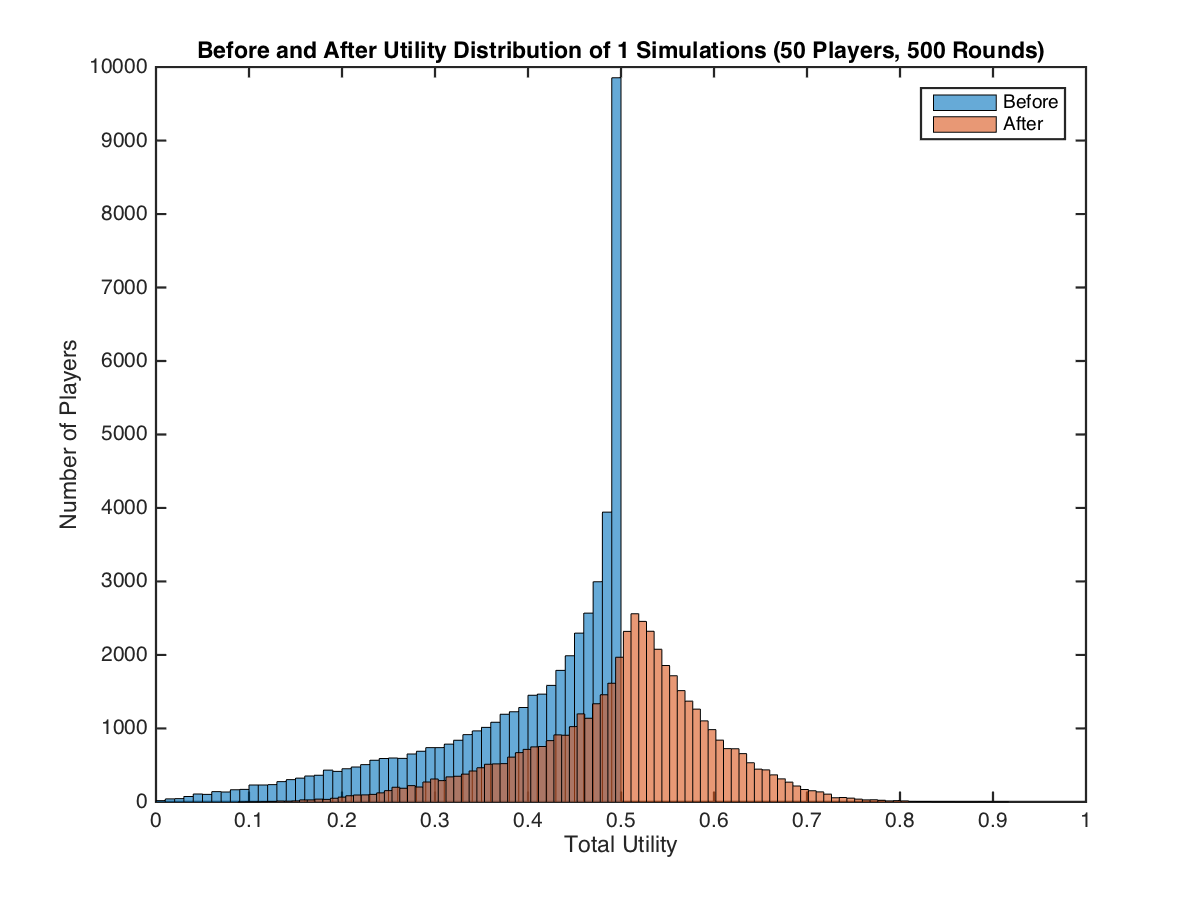 Before and After Utility Distribution of 1 Simulations (50 Players, 500 Rounds)
10000
9000
8000
7000
6000
5000
4000
3000
2000
1000
0
Number of Players
Before
After
0 0.1 0.2 0.3 0.4 0.5 0.6 0.7 0.8 0.9 1
Total Utility